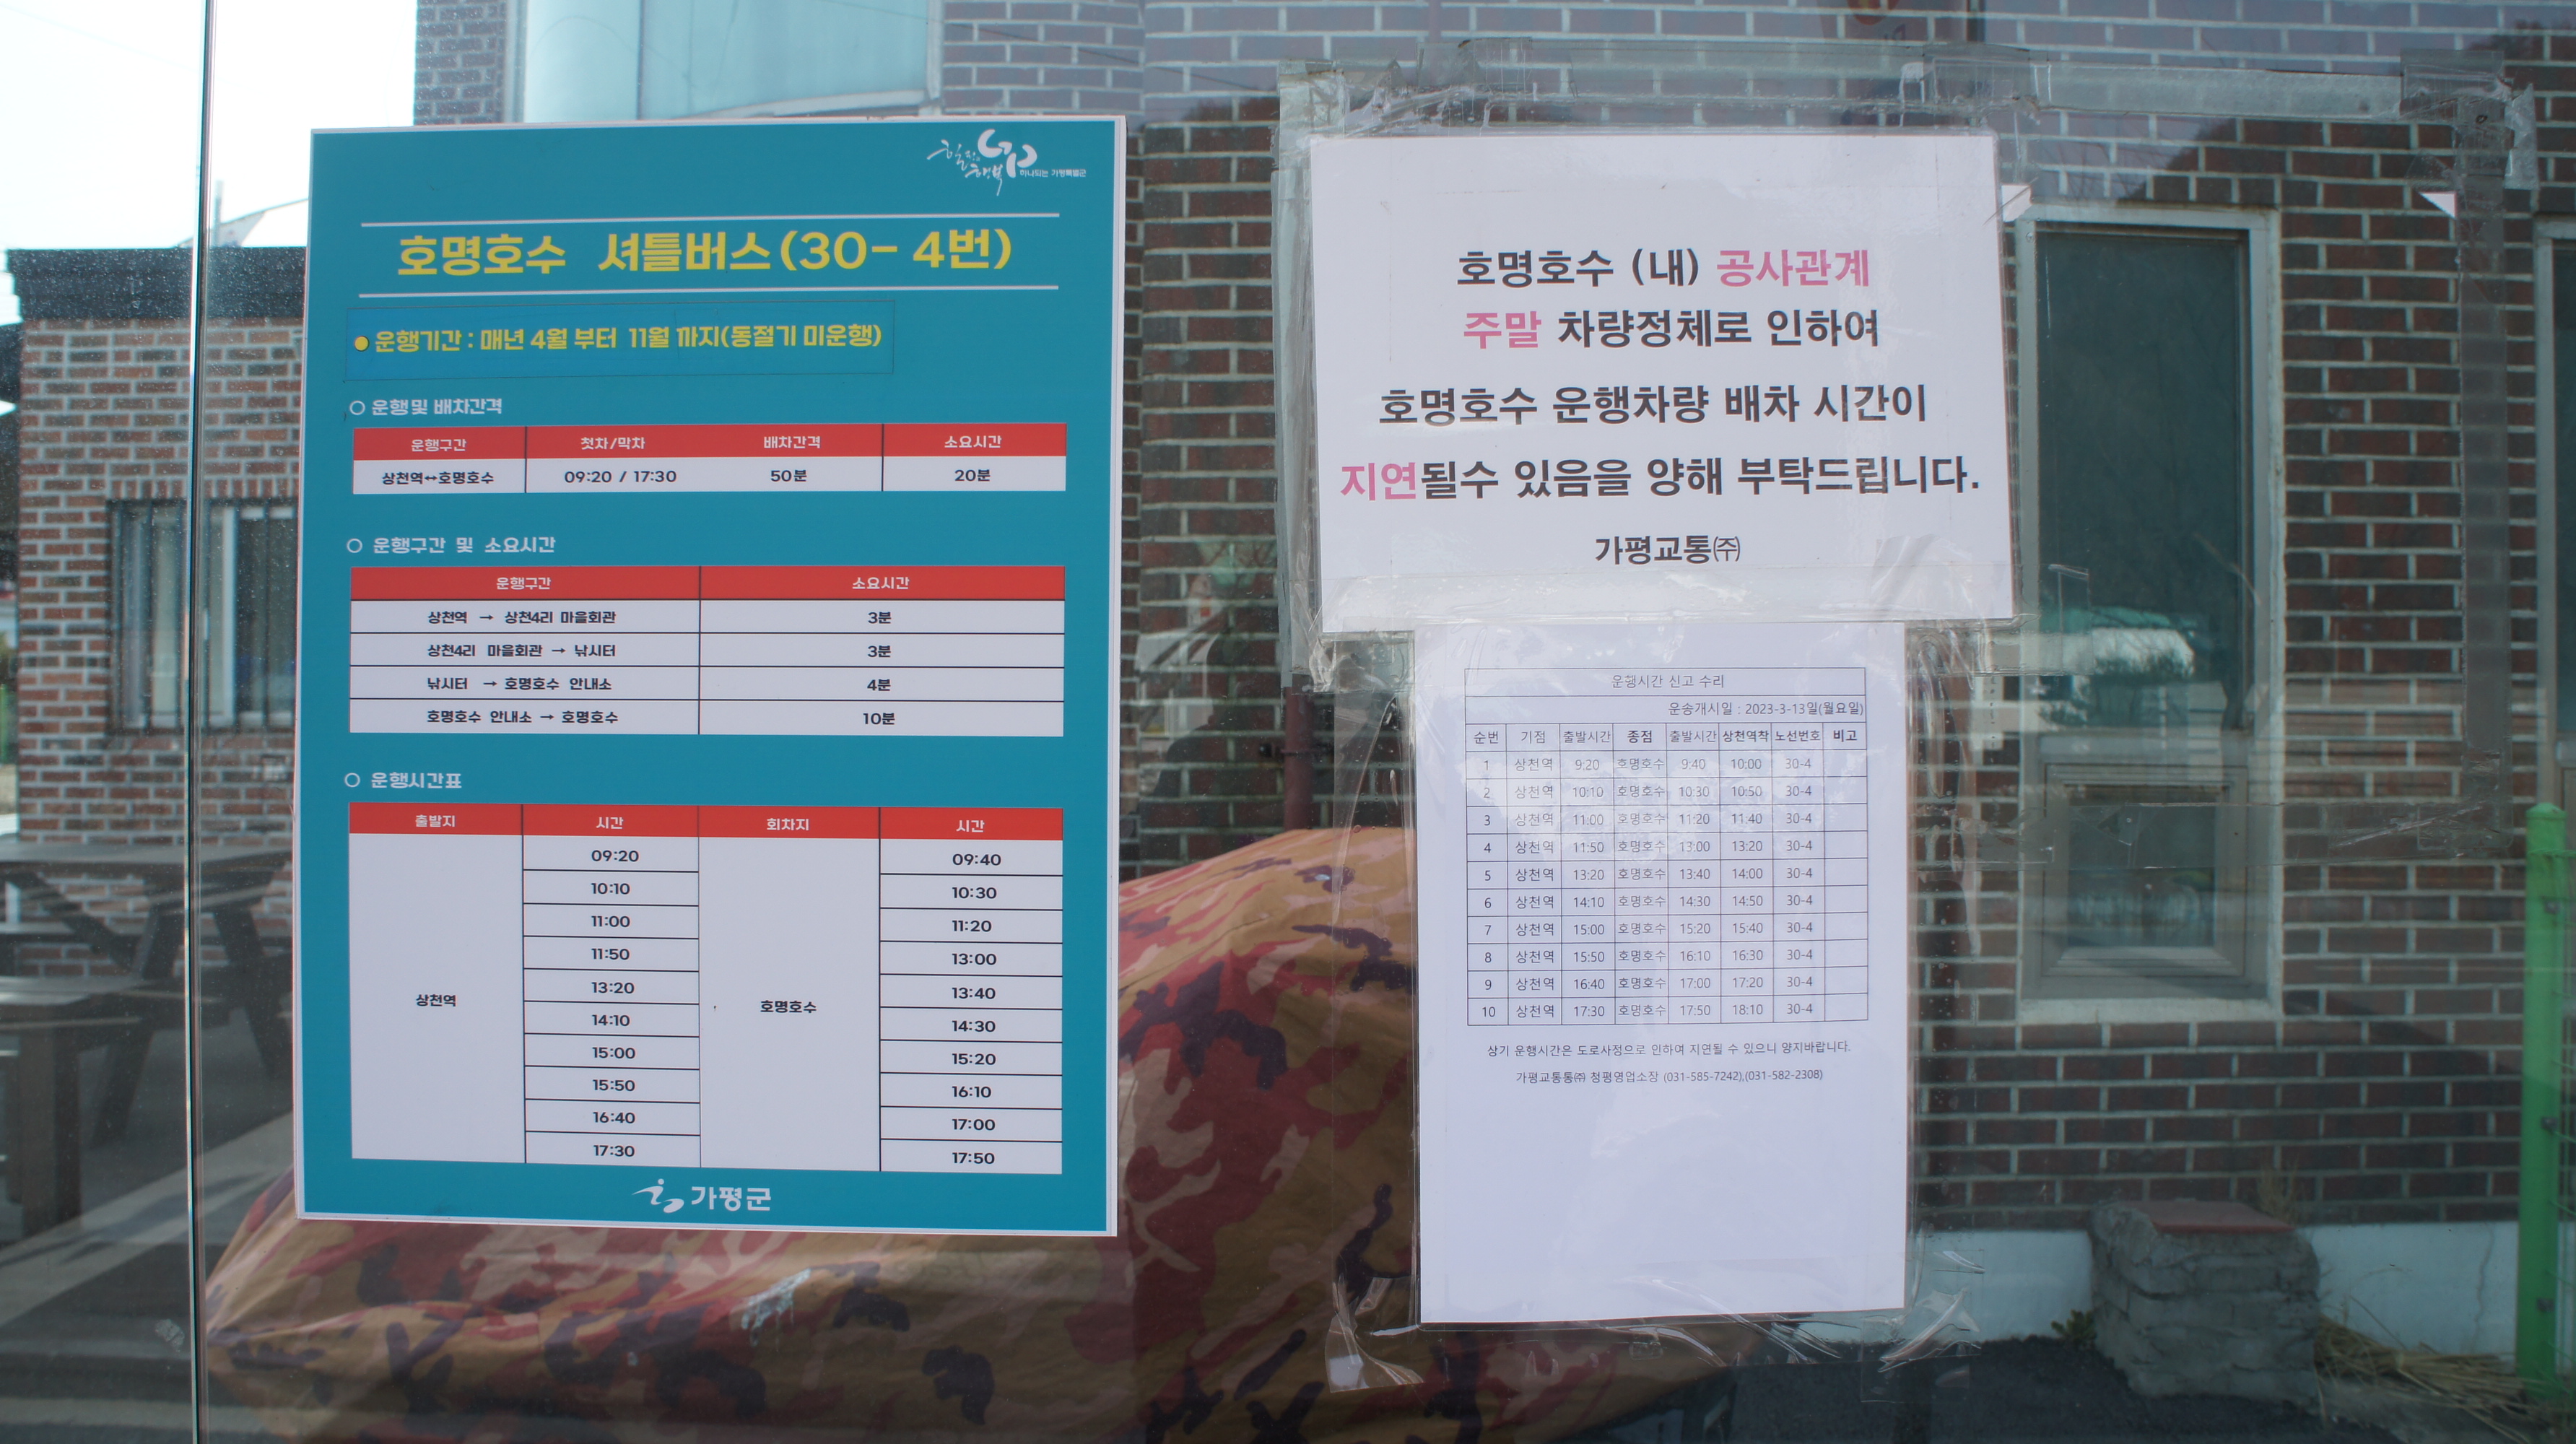 한잎의
행복
GP
하나되는 가평특별군
호명호수 셔틀버스(30- 4번)
운행기간 : 매년 4월 부터 11월 까지(동절기 미운행)
○ 운행및 배차간격
운행구간 첫차/막차 배차간격 소요시간
상천역↔호명호수 09:20 / 17:30 50분 20분
○ 운행구간 및 소요시간
운행구간 소요시간
상천역 → 상천4리 마을회관 3분
상천4리 마을회관 → 낚시터 3분
낚시터 → 호명호수 안내소 4분
호명호수 안내소 → 호명호수 10분
○ 운행시간표
출발지 시간 회차지 시간
09:20 09:40
10:10 10:30
11:00 11:20
11:50 13:00
13:20 13:40
상천역 호명호수
14:10 14:30
15:00 15:20
15:50 16:10
16:40 17:00
17:30 17:50
가평군
호명호수 (내) 공사관계
주말 차량정체로 인하여
호명호수 운행차량 배차 시간이
지연될수 있음을 양해 부탁드립니다.
가평교통㈜
운행시간 신고 수리
운송개시일 : 2023-3-13일(월요일)
순번 기점 출발시간 종점 출발시간 상천역착 노선번호 비고
1 상천역 9:20 호명호수 9:40 10:00 30-4
2 상천역 10:10 호명호수 10:30 10:50 30-4
3 상천역 11:00 호명호수 11:20 11:40 30-4
4 상천역 11:50 호명호수 13:00 13:20 30-4
5 상천역 13:20 호명호수 13:40 14:00 30-4
6 상천역 14:10 호명호수 14:30 14:50 30-4
7 상천역 15:00 호명호수 15:20 15:40 30-4
8 상천역 15:50 호명호수 16:10 16:30 30-4
9 상천역 16:40 호명호수 17:00 17:20 30-4
10 상천역 17:30 호명호수 17:50 18:10 30-4
상기 운행시간은 도로사정으로 인하여 지연될 수 있으니 양지바랍니다.
가평교통통㈜ 청평영업소장 (031-585-7242),(031-582-2308)